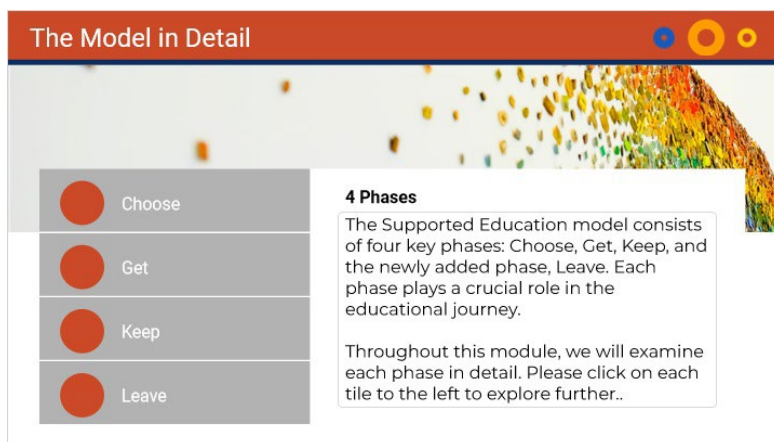 The Model in Detail
Choose
Get
Keep
Leave
4 Phases
The Supported Education model consists
of four key phases: Choose, Get, Keep, and
the newly added phase, Leave. Each
phase plays a crucial role in the
educational journey.
Throughout this module, we will examine
each phase in detail. Please click on each
tile to the left to explore further..